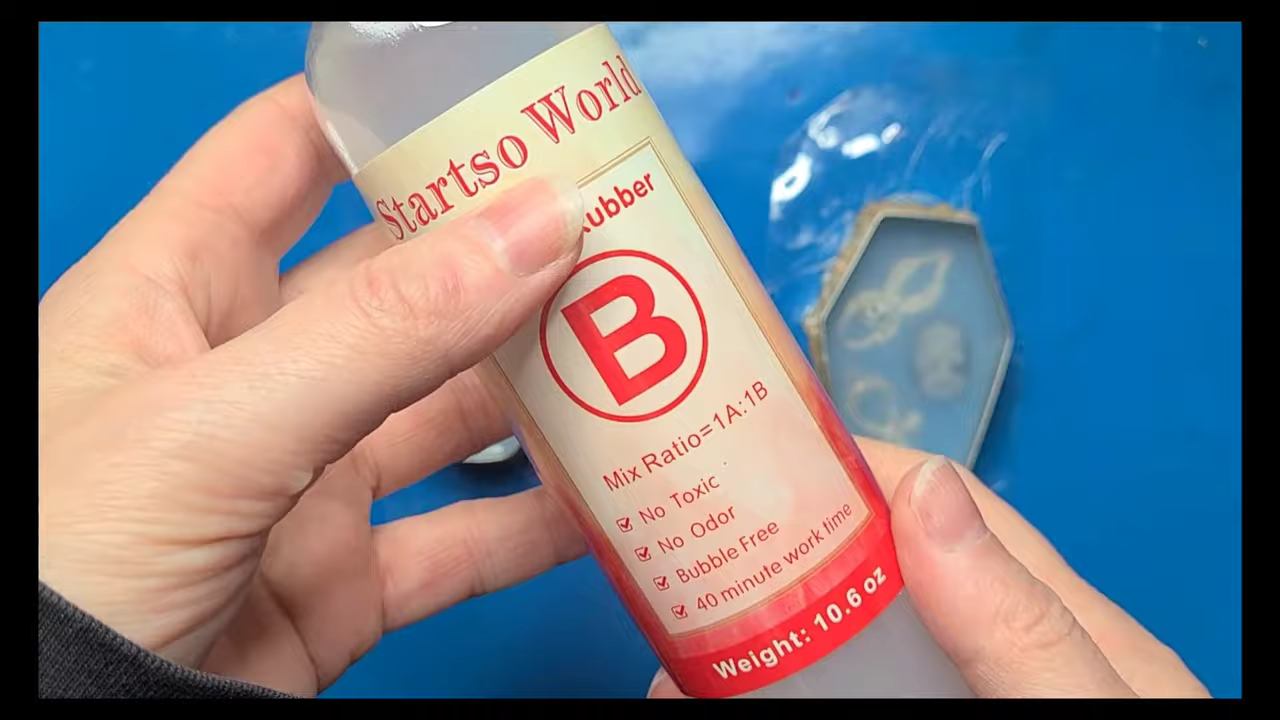 Startso World
Rubber
B
Mix Ratio=1A:1B
No Toxic
No Odor
Bubble Free
40 minute work time
Weight: 10.6 oz